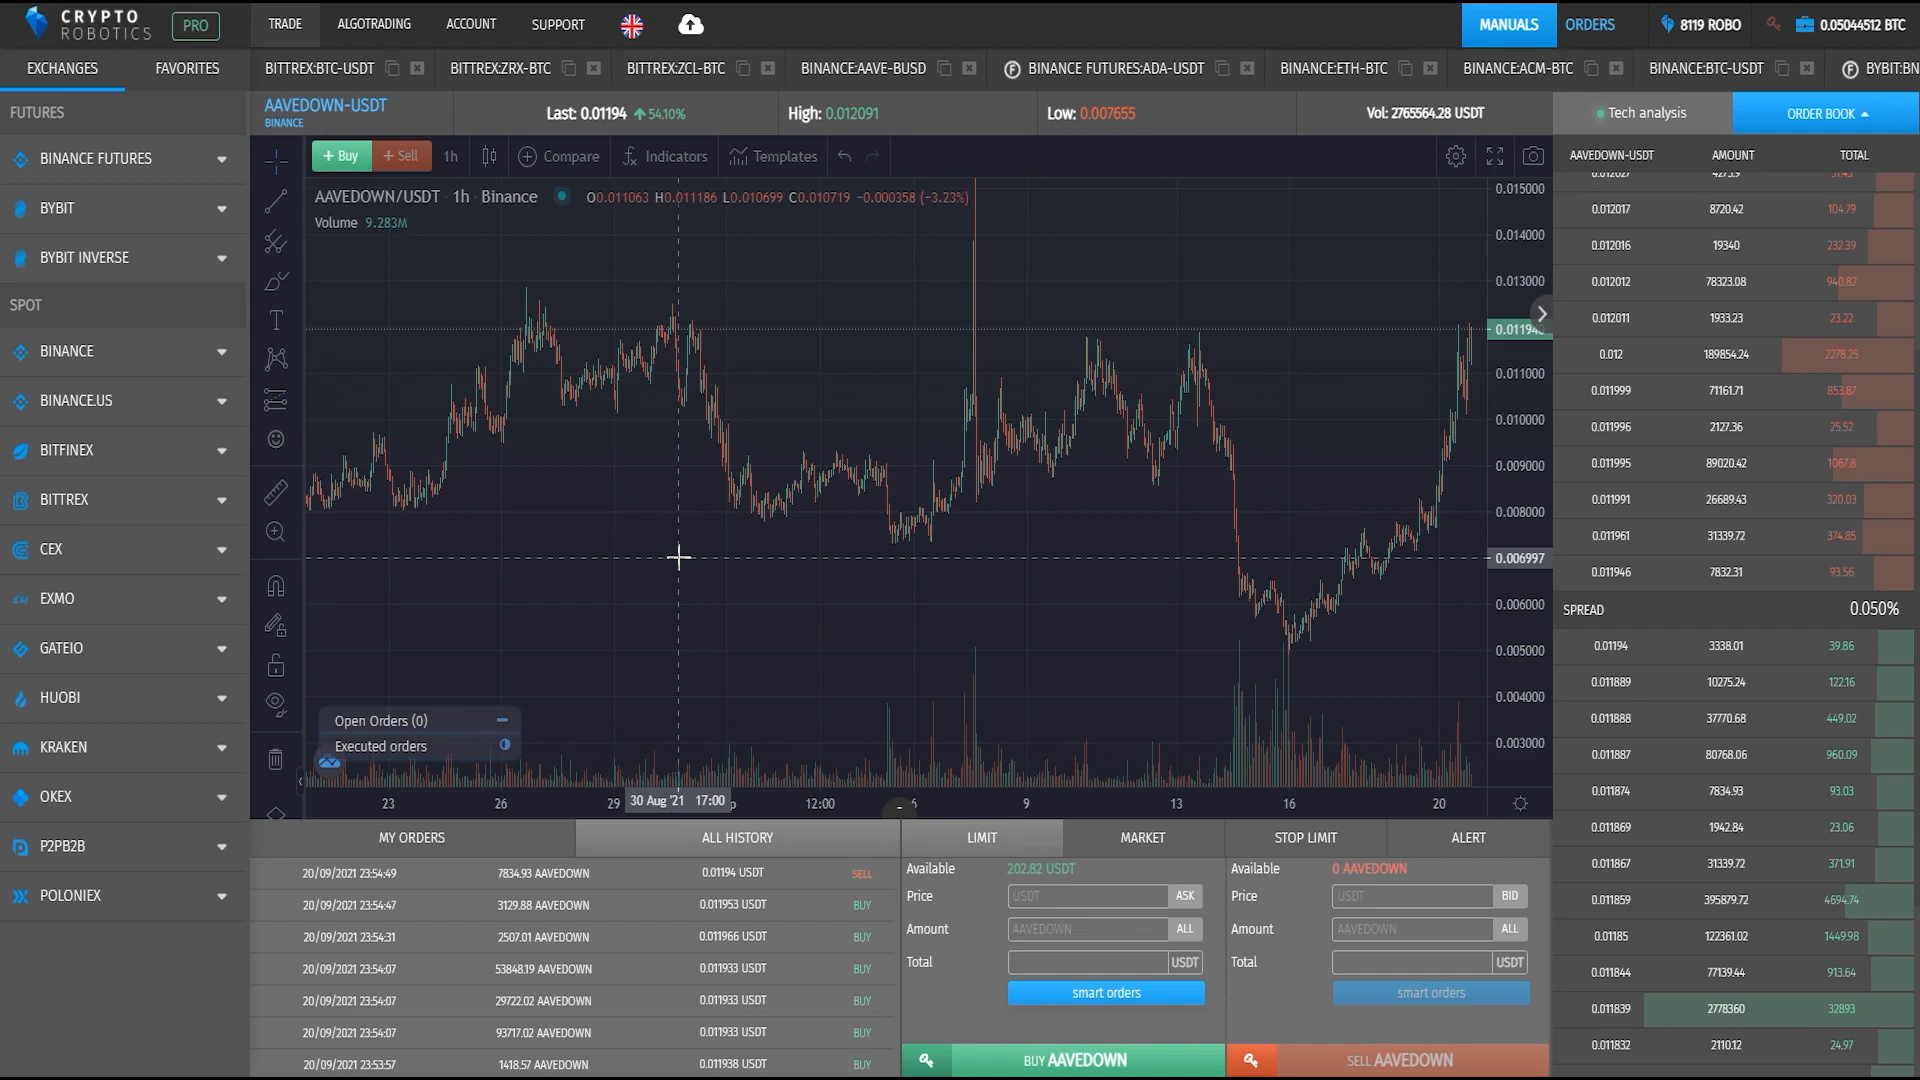 CRYPTO
ROBOTICS
PRO
TRADE
ALGOTRADING
ACCOUNT
SUPPORT
MANUALS
ORDERS
8119 ROBO
0.05044512 BTC
EXCHANGES
FAVORITES
BITTREX:BTC-USDT
BITTREX:ZRX-BTC
BITTREX:ZCL-BTC
BINANCE:AAVE-BUSD
F BINANCE FUTURES:ADA-USDT
BINANCE:ETH-BTC
BINANCE:ACM-BTC
BINANCE:BTC-USDT
F BYBIT:BN
FUTURES
BINANCE FUTURES
BYBIT
BYBIT INVERSE
SPOT
BINANCE
BINANCE.US
BITFINEX
BITTREX
CEX
EXMO
GATEIO
HUOBI
KRAKEN
OKEX
P2PB2B
POLONIEX
AAVEDOWN-USDT
BINANCE
Last: 0.01194 54.10%
High: 0.012091
Low: 0.007655
Vol: 2765564.28 USDT
Tech analysis
ORDER BOOK
+ Buy
+ Sell
1h
Compare
Indicators
Templates
AAVEDOWN/USDT · 1h · Binance
O0.011063 H0.011186 L0.010699 C0.010719 −0.000358 (−3.23%)
Volume 9.283M
0.015000
0.014000
0.013000
0.01194
0.011000
0.010000
0.009000
0.008000
0.006997
0.006000
0.005000
0.004000
0.003000
Open Orders (0)
Executed orders
23
26
29
30 Aug '21 17:00
12:00
6
9
13
16
20
MY ORDERS
ALL HISTORY
20/09/2021 23:54:49 7834.93 AAVEDOWN 0.01194 USDT SELL
20/09/2021 23:54:47 3129.88 AAVEDOWN 0.011953 USDT BUY
20/09/2021 23:54:31 2507.01 AAVEDOWN 0.011966 USDT BUY
20/09/2021 23:54:07 53848.19 AAVEDOWN 0.011933 USDT BUY
20/09/2021 23:54:07 29722.02 AAVEDOWN 0.011933 USDT BUY
20/09/2021 23:54:07 93717.02 AAVEDOWN 0.011933 USDT BUY
20/09/2021 23:53:57 1418.57 AAVEDOWN 0.011938 USDT BUY
LIMIT
MARKET
STOP LIMIT
ALERT
Available 202.82 USDT
Price USDT ASK
Amount AAVEDOWN ALL
Total USDT
smart orders
BUY AAVEDOWN
Available 0 AAVEDOWN
Price USDT BID
Amount AAVEDOWN ALL
Total USDT
smart orders
SELL AAVEDOWN
AAVEDOWN-USDT AMOUNT TOTAL
0.012027 4273.9 51.43
0.012017 8720.42 104.79
0.012016 19340 232.39
0.012012 78323.08 940.82
0.012011 1933.23 23.22
0.012 189854.24 2278.25
0.011999 71161.71 853.87
0.011996 2127.36 25.52
0.011995 89020.42 1067.8
0.011991 26689.43 320.03
0.011961 31339.72 374.85
0.011946 7832.31 93.56
SPREAD 0.050%
0.01194 3338.01 39.86
0.011889 10275.24 122.16
0.011888 37770.68 449.02
0.011887 80768.06 960.09
0.011874 7834.93 93.03
0.011869 1942.84 23.06
0.011867 31339.72 371.91
0.011859 395879.72 4694.74
0.01185 122361.02 1449.98
0.011844 77139.44 913.64
0.011839 2778360 32893
0.011832 2110.12 24.97